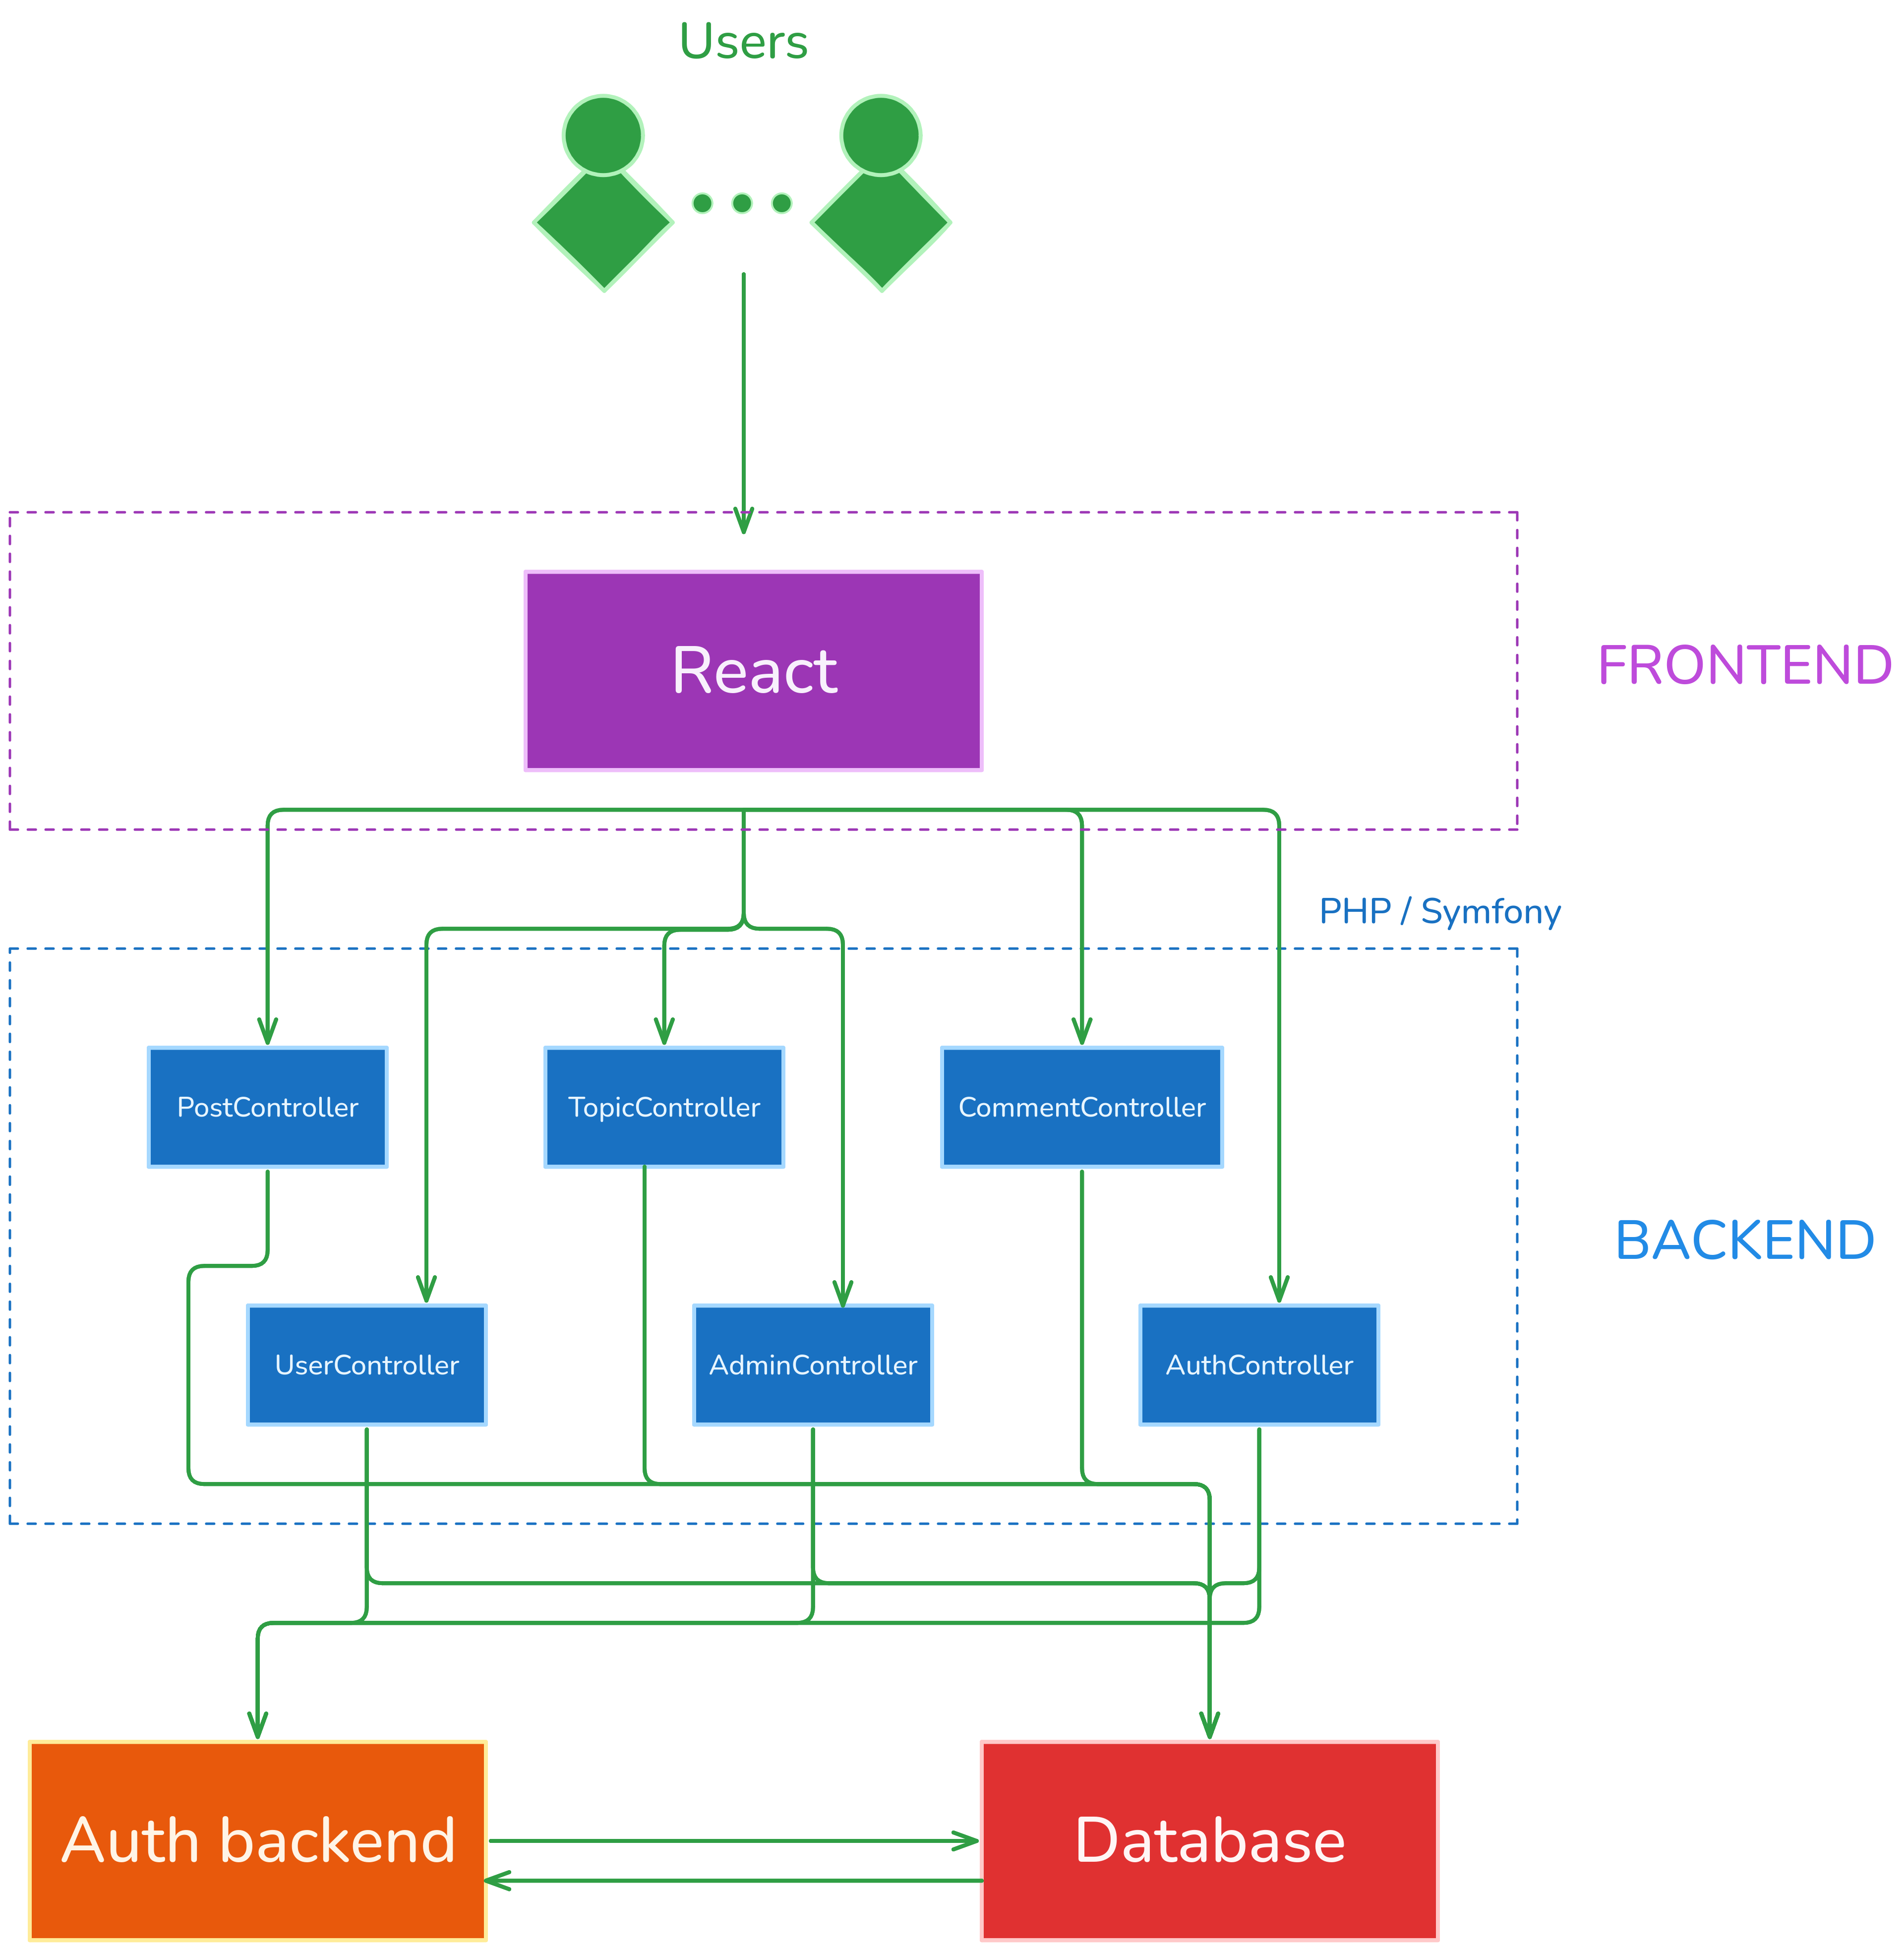 Users
React
FRONTEND
PHP / Symfony
PostController
TopicController
CommentController
BACKEND
UserController
AdminController
AuthController
Auth backend
Database